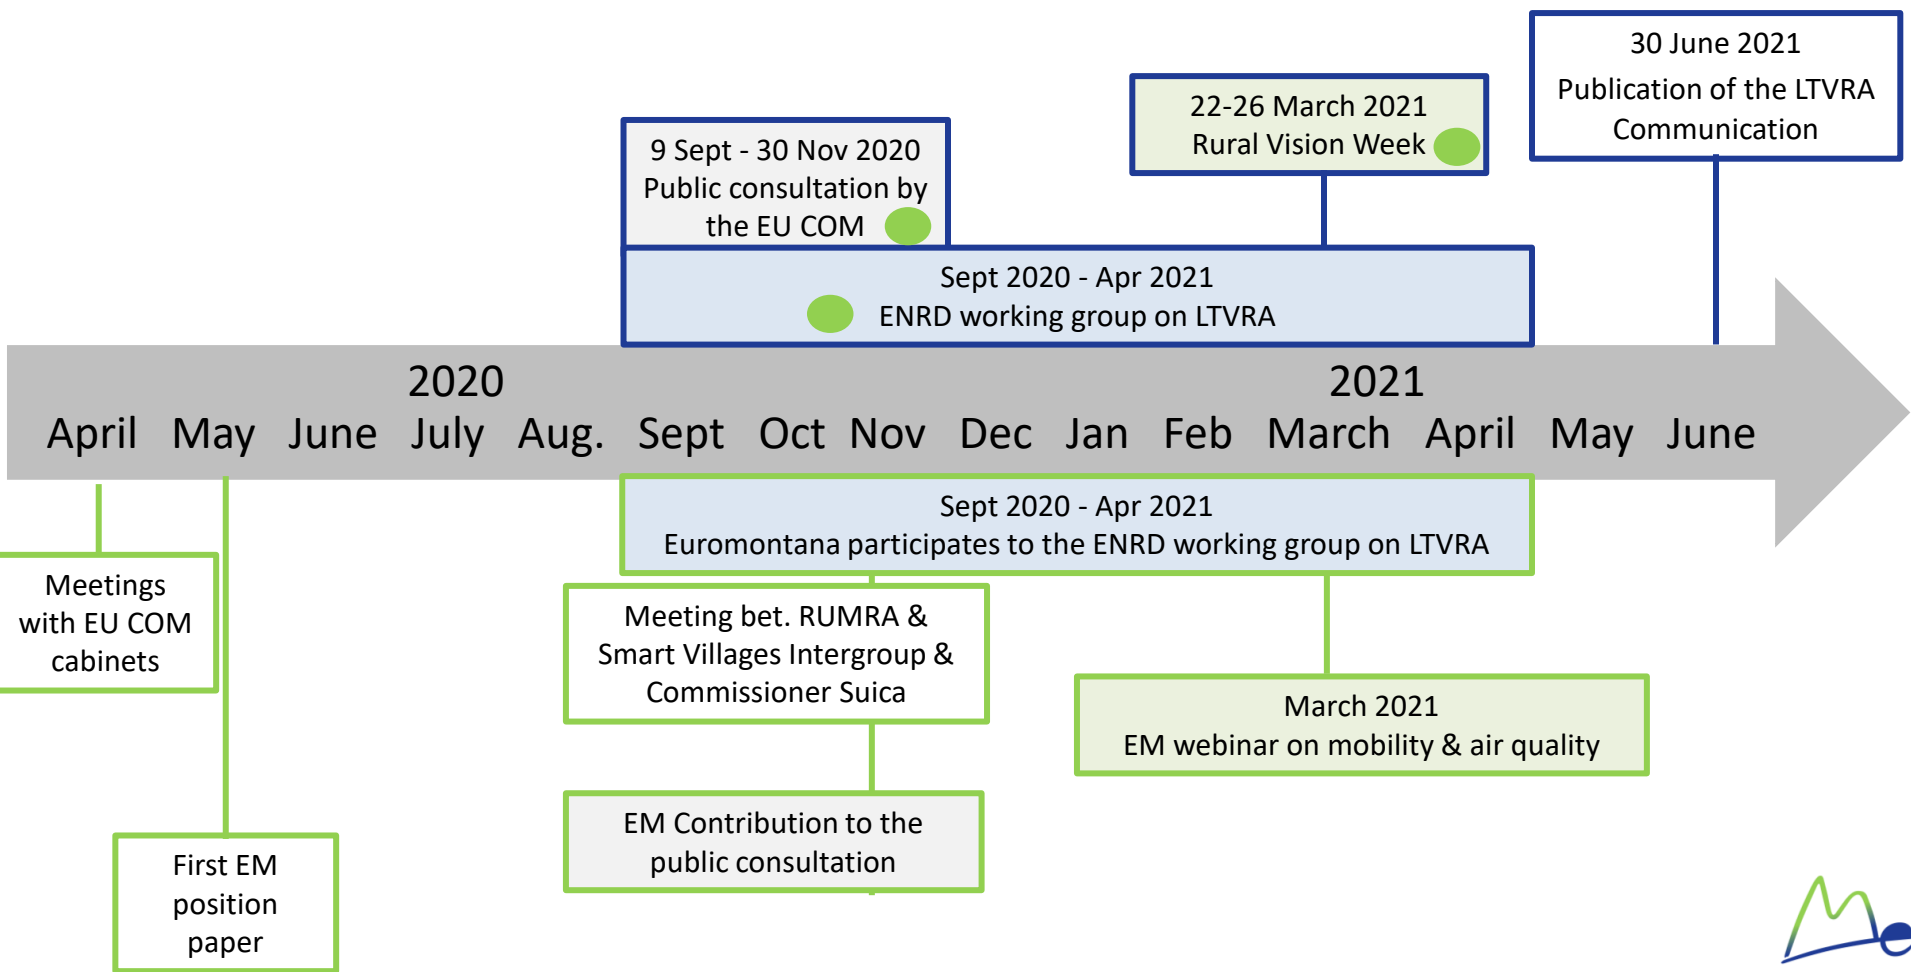 30 June 2021
Publication of the LTVRA
Communication
22-26 March 2021
Rural Vision Week
9 Sept - 30 Nov 2020
Public consultation by
the EU COM
Sept 2020 - Apr 2021
ENRD working group on LTVRA
2020
2021
April May June July Aug. Sept Oct Nov Dec Jan Feb March April May June
Sept 2020 - Apr 2021
Euromontana participates to the ENRD working group on LTVRA
Meetings
with EU COM
cabinets
Meeting bet. RUMRA &
Smart Villages Intergroup &
Commissioner Suica
March 2021
EM webinar on mobility & air quality
EM Contribution to the
public consultation
First EM
position
paper